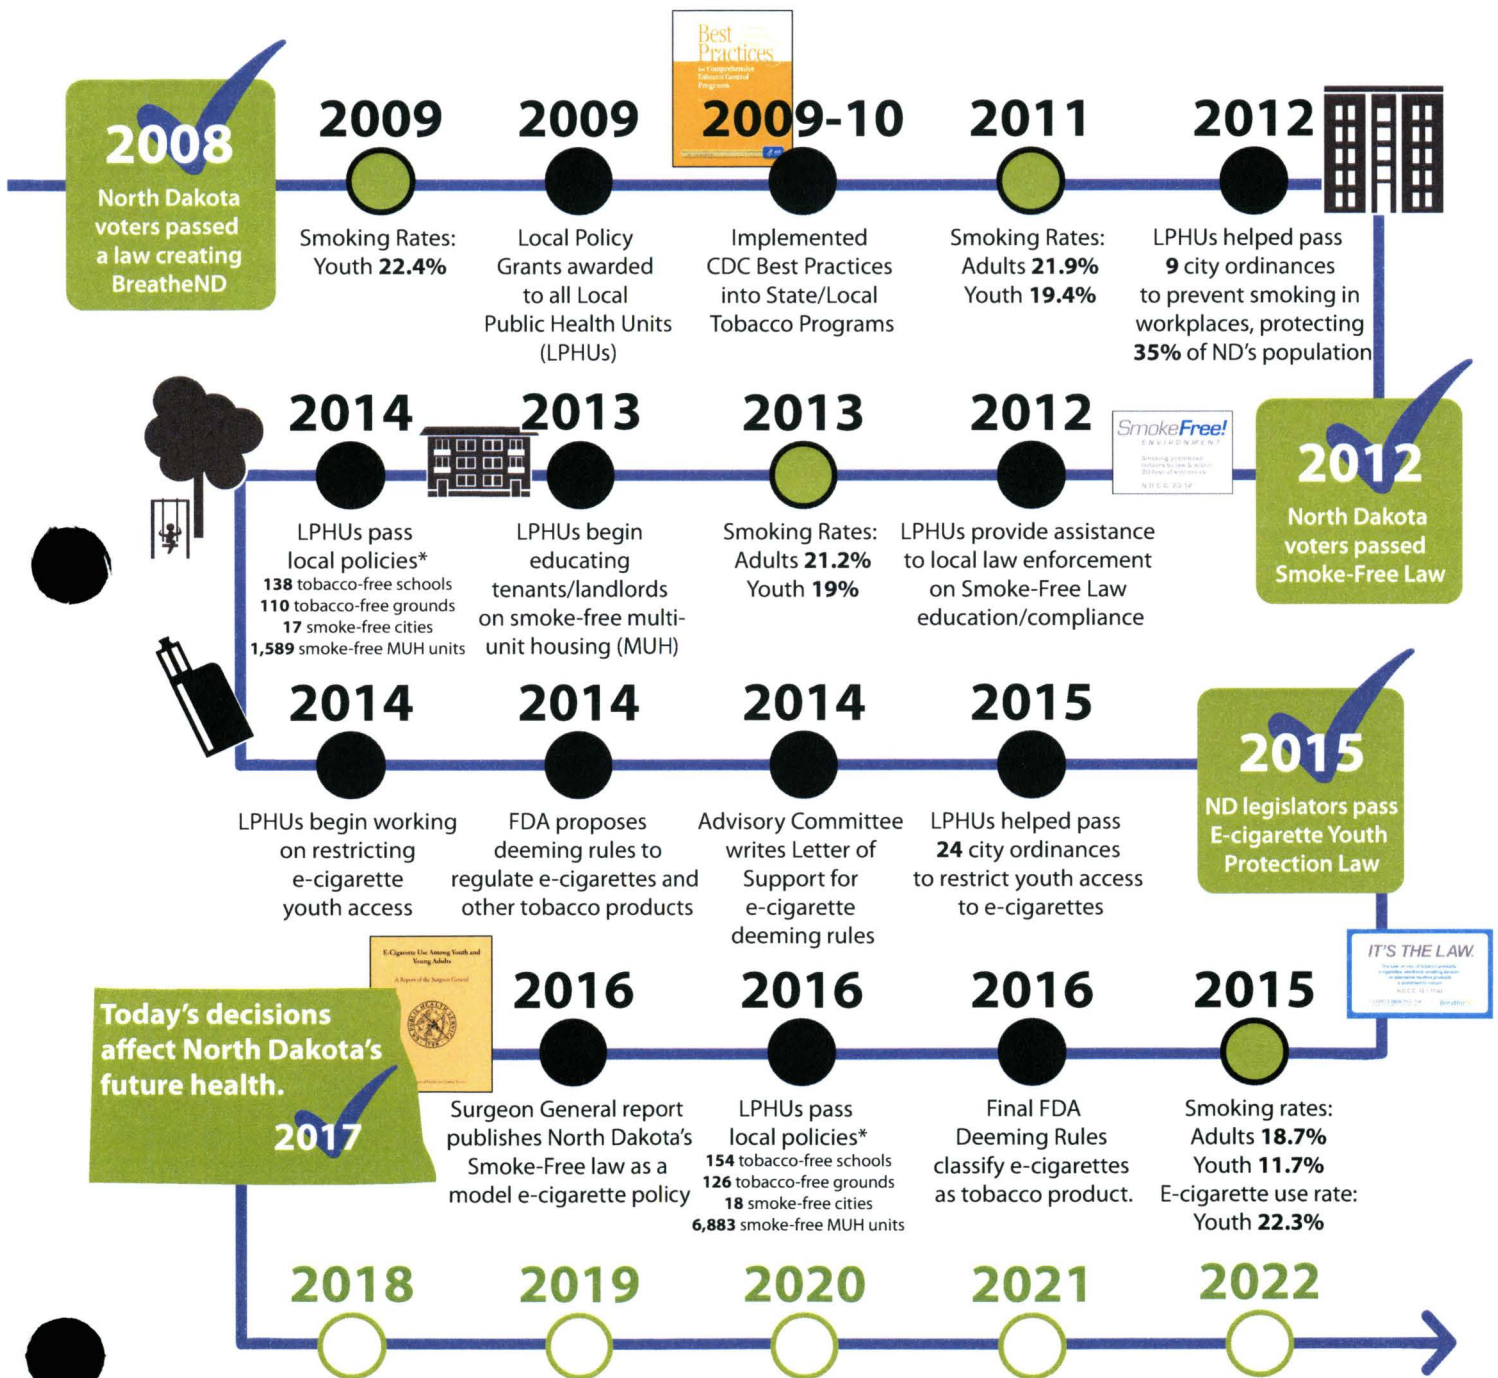 Best
Practices
for Comprehensive
Tobacco Control
Programs
2008
North Dakota
voters passed
a law creating
BreatheND
2009
Smoking Rates:
Youth 22.4%
2009
Local Policy
Grants awarded
to all Local
Public Health Units
(LPHUs)
2009-10
Implemented
CDC Best Practices
into State/Local
Tobacco Programs
2011
Smoking Rates:
Adults 21.9%
Youth 19.4%
2012
LPHUs helped pass
9 city ordinances
to prevent smoking in
workplaces, protecting
35% of ND's population
2012
North Dakota
voters passed
Smoke-Free Law
SmokeFree!
ENVIRONMENT
2012
LPHUs provide assistance
to local law enforcement
on Smoke-Free Law
education/compliance
2013
Smoking Rates:
Adults 21.2%
Youth 19%
2013
LPHUs begin
educating
tenants/landlords
on smoke-free multi-
unit housing (MUH)
2014
LPHUs pass
local policies*
138 tobacco-free schools
110 tobacco-free grounds
17 smoke-free cities
1,589 smoke-free MUH units
2014
LPHUs begin working
on restricting
e-cigarette
youth access
2014
FDA proposes
deeming rules to
regulate e-cigarettes and
other tobacco products
2014
Advisory Committee
writes Letter of
Support for
e-cigarette
deeming rules
2015
LPHUs helped pass
24 city ordinances
to restrict youth access
to e-cigarettes
2015
ND legislators pass
E-cigarette Youth
Protection Law
IT'S THE LAW.
2015
Smoking rates:
Adults 18.7%
Youth 11.7%
E-cigarette use rate:
Youth 22.3%
2016
Final FDA
Deeming Rules
classify e-cigarettes
as tobacco product.
2016
LPHUs pass
local policies*
154 tobacco-free schools
126 tobacco-free grounds
18 smoke-free cities
6,883 smoke-free MUH units
2016
Surgeon General report
publishes North Dakota's
Smoke-Free law as a
model e-cigarette policy
E-Cigarette Use Among Youth and
Young Adults
A Report of the Surgeon General
Today's decisions
affect North Dakota's
future health.
2017
2018
2019
2020
2021
2022